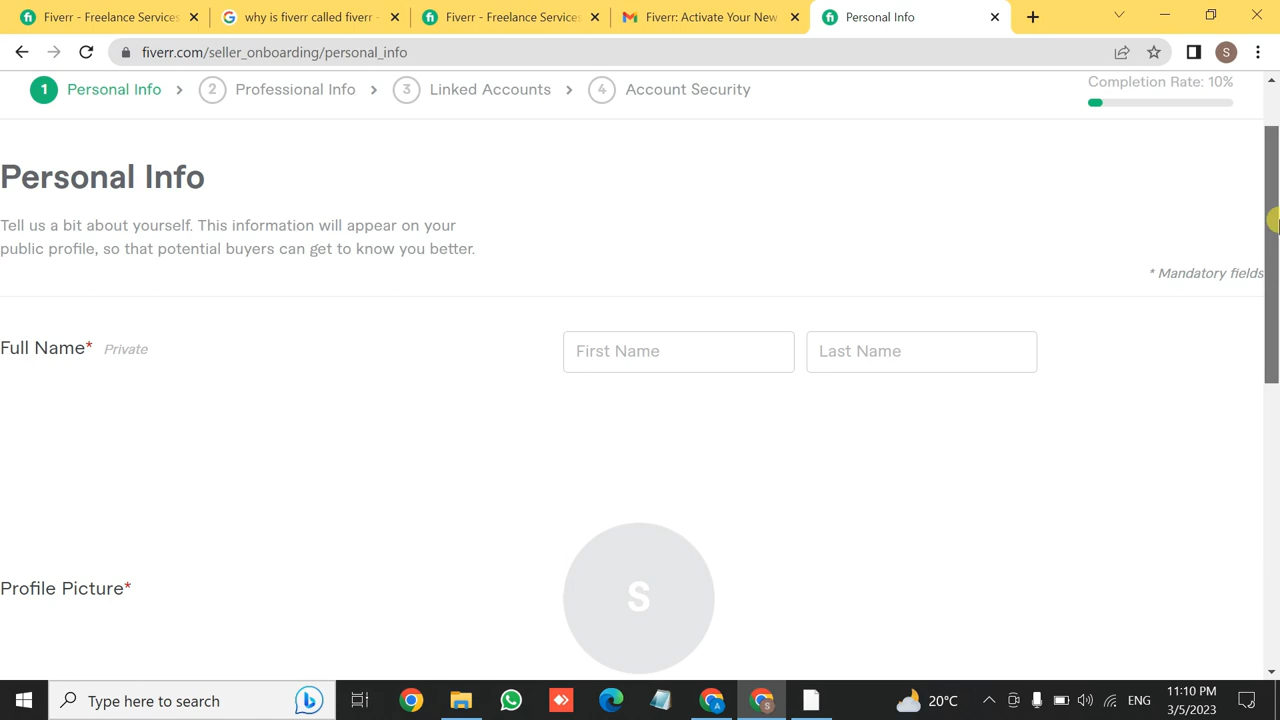 fi Fiverr - Freelance Services
why is fiverr called fiverr -
fi Fiverr - Freelance Services
Fiverr: Activate Your New
fi Personal Info
fiverr.com/seller_onboarding/personal_info
S
1 Personal Info > 2 Professional Info > 3 Linked Accounts > 4 Account Security
Completion Rate: 10%
Personal Info
Tell us a bit about yourself. This information will appear on your
public profile, so that potential buyers can get to know you better.
* Mandatory fields
Full Name* Private
First Name
Last Name
Profile Picture*
S
Type here to search
A
S
20°C
ENG
11:10 PM
3/5/2023